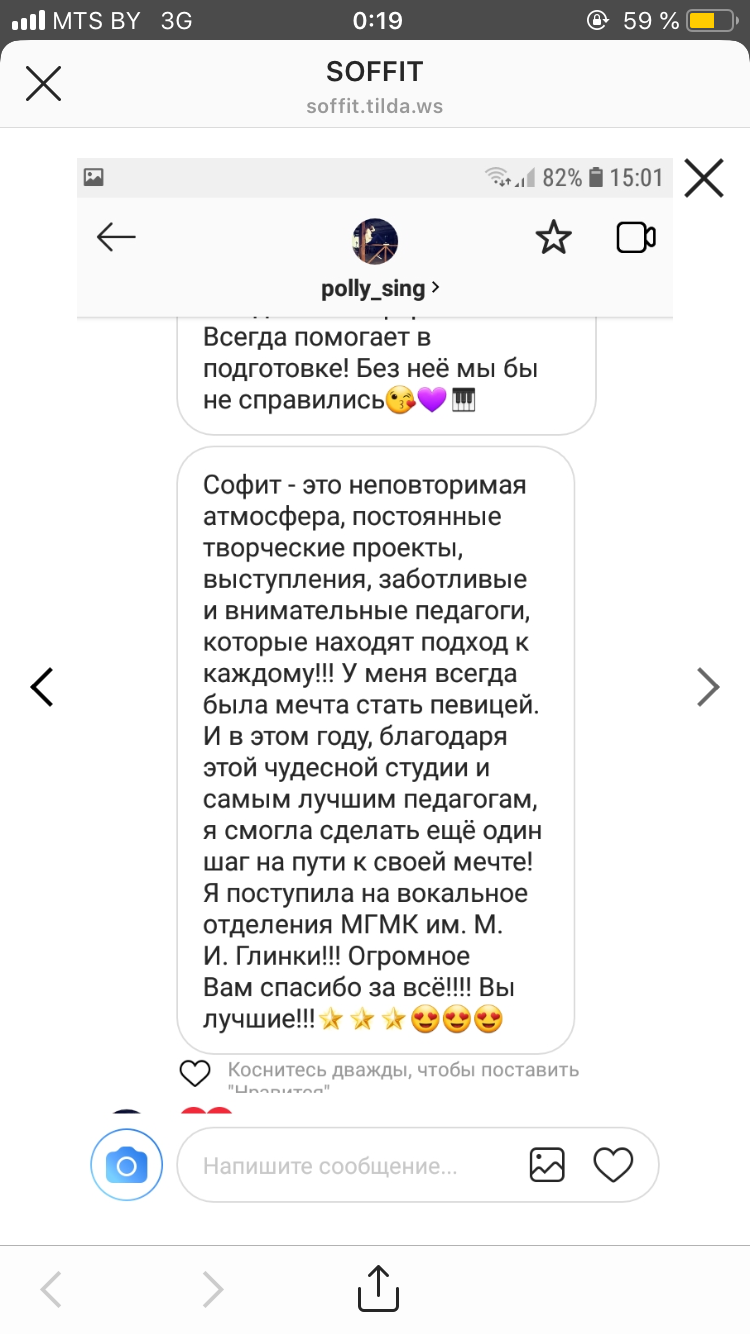 MTS BY 3G 0:19 59 %
SOFFIT
soffit.tilda.ws
82% 15:01
polly_sing
Всегда помогает в
подготовке! Без неё мы бы
не справились😘💜🎹
Софит - это неповторимая
атмосфера, постоянные
творческие проекты,
выступления, заботливые
и внимательные педагоги,
которые находят подход к
каждому!!! У меня всегда
была мечта стать певицей.
И в этом году, благодаря
этой чудесной студии и
самым лучшим педагогам,
я смогла сделать ещё один
шаг на пути к своей мечте!
Я поступила на вокальное
отделения МГМК им. М.
И. Глинки!!! Огромное
Вам спасибо за всё!!!! Вы
лучшие!!!⭐⭐⭐😍😍😍
Коснитесь дважды, чтобы поставить
"Нравится"
Напишите сообщение...